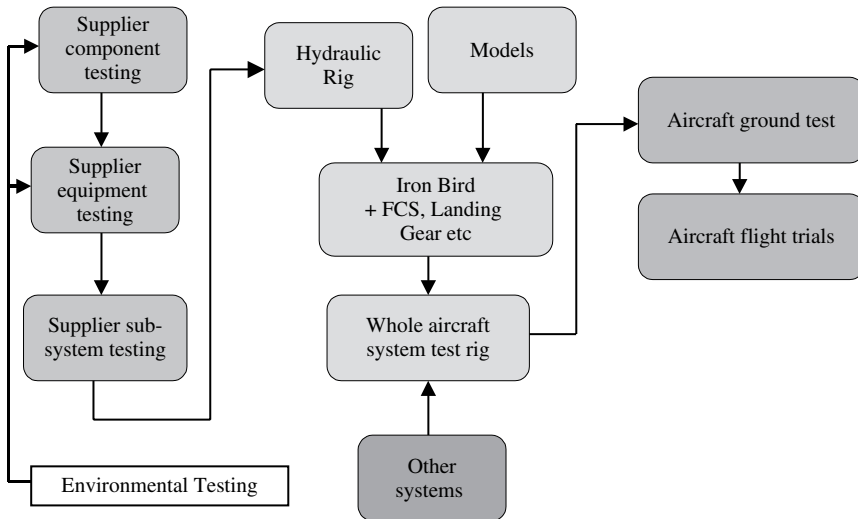 Supplier
component
testing
Supplier
equipment
testing
Supplier sub-
system testing
Environmental Testing
Hydraulic
Rig
Models
Iron Bird
+ FCS, Landing
Gear etc
Whole aircraft
system test rig
Other
systems
Aircraft ground test
Aircraft flight trials